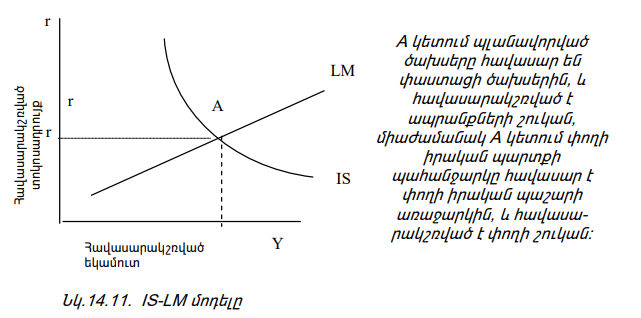 r
LM
A
r
r
IS
Y
Հավասարակշռված
տոկոսադրույք
Հավասարակշռված
եկամուտ
A կետում պլանավորված
ծախսերը հավասար են
փաստացի ծախսերին, և
հավասարակշռված է
ապրանքների շուկան,
միաժամանակ A կետում փողի
իրական պարտքի
պահանջարկը հավասար է
փողի իրական պաշարի
առաջարկին, և հավասա-
րակշռված է փողի շուկան:
Նկ.14.11. IS-LM մոդելը